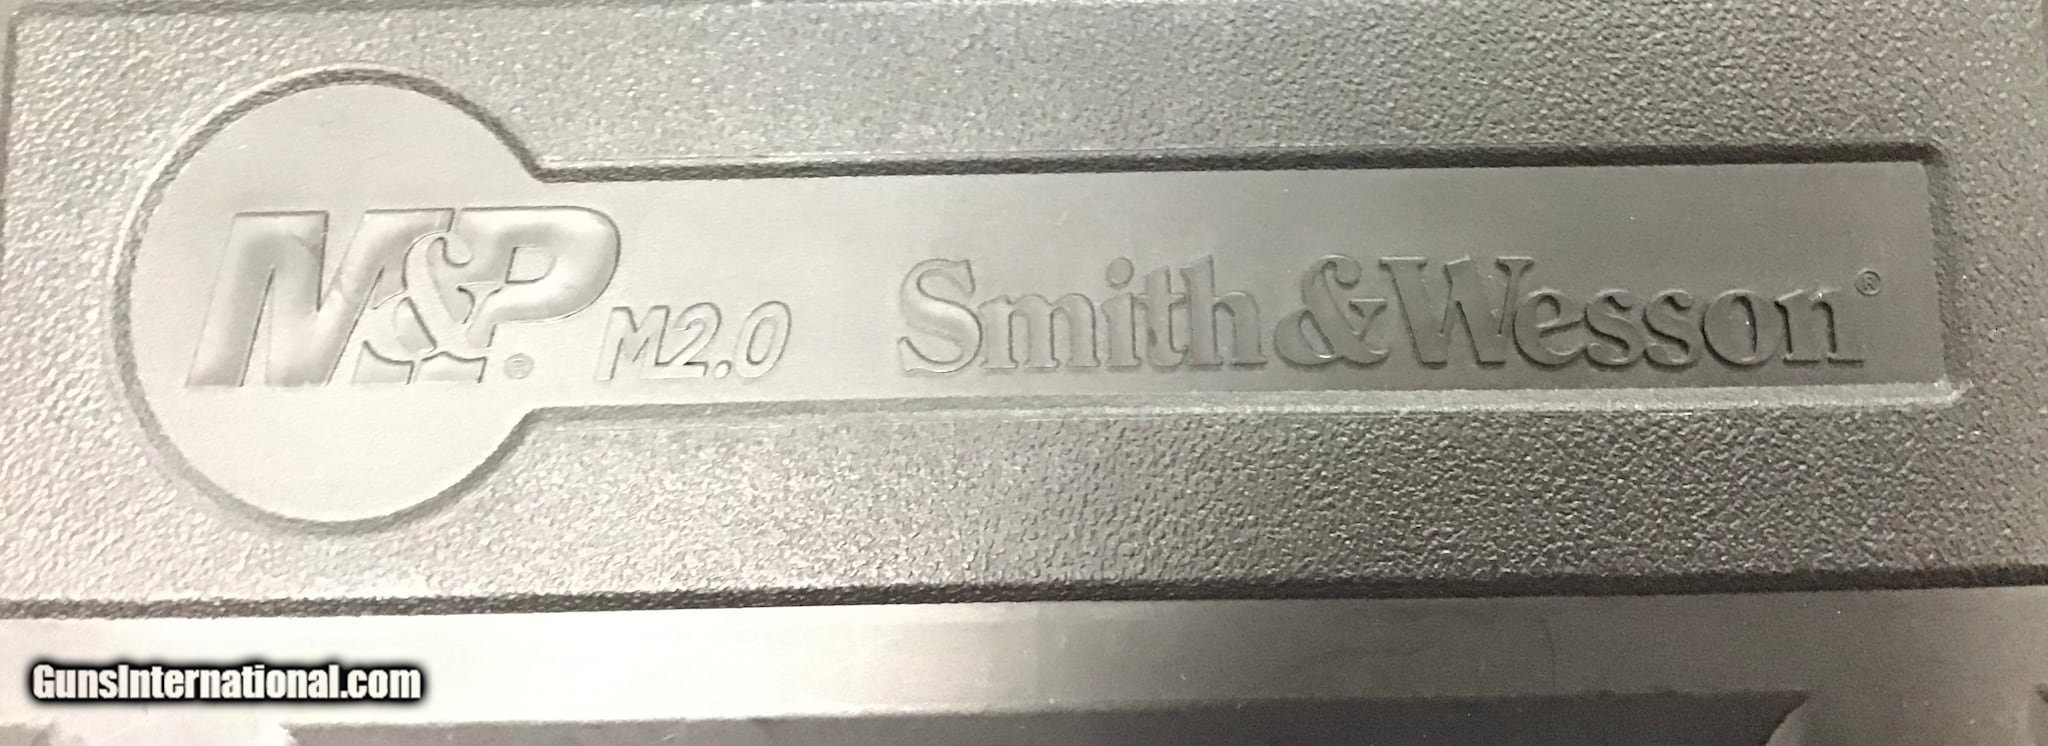 M&P® M2.0 Smith&Wesson®
GunsInternational.com